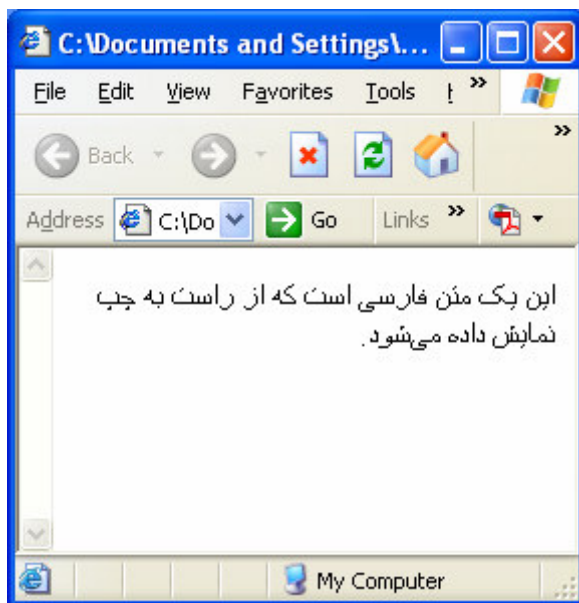 C:\Documents and Settings\...
File Edit View Favorites Tools »
Back »
Address C:\Do Go Links »
این یک متن فارسی است که از راست به چپ
نمایش داده می‌شود.
My Computer